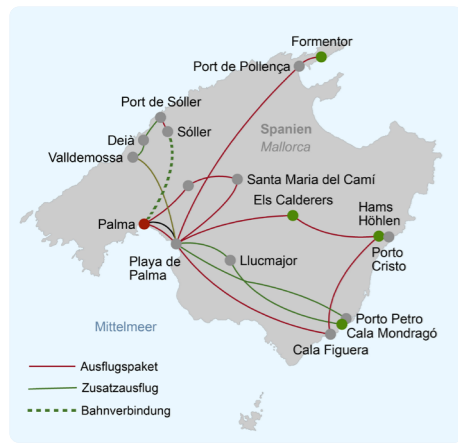 Formentor
Port de Pollença
Port de Sóller
Sóller
Spanien
Mallorca
Deià
Valldemossa
Santa Maria del Camí
Els Calderers
Hams
Höhlen
Palma
Porto
Cristo
Playa de
Palma
Llucmajor
Porto Petro
Cala Mondragó
Mittelmeer
Cala Figuera
Ausflugspaket
Zusatzausflug
Bahnverbindung